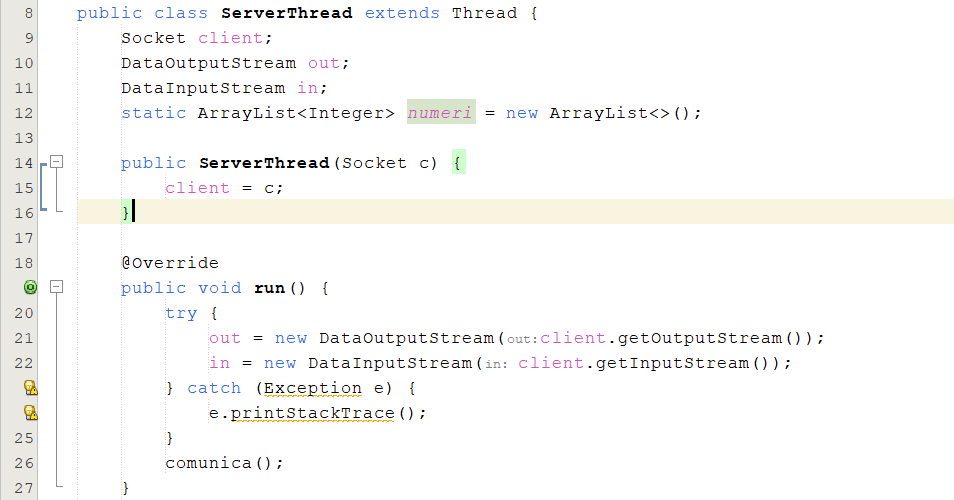 8 public class ServerThread extends Thread {
9 Socket client;
10 DataOutputStream out;
11 DataInputStream in;
12 static ArrayList<Integer> numeri = new ArrayList<>();
13
14 public ServerThread(Socket c) {
15 client = c;
16 }
17
18 @Override
public void run() {
20 try {
21 out = new DataOutputStream(out:client.getOutputStream());
22 in = new DataInputStream(in: client.getInputStream());
} catch (Exception e) {
e.printStackTrace();
25 }
26 comunica();
27 }